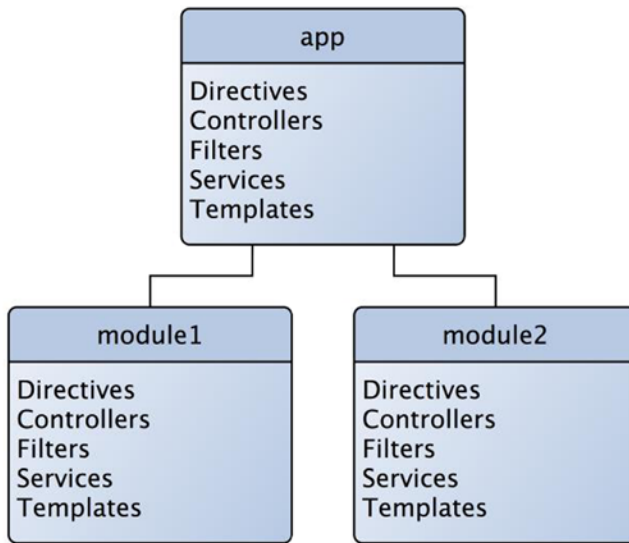 app
Directives
Controllers
Filters
Services
Templates
module1
Directives
Controllers
Filters
Services
Templates
module2
Directives
Controllers
Filters
Services
Templates